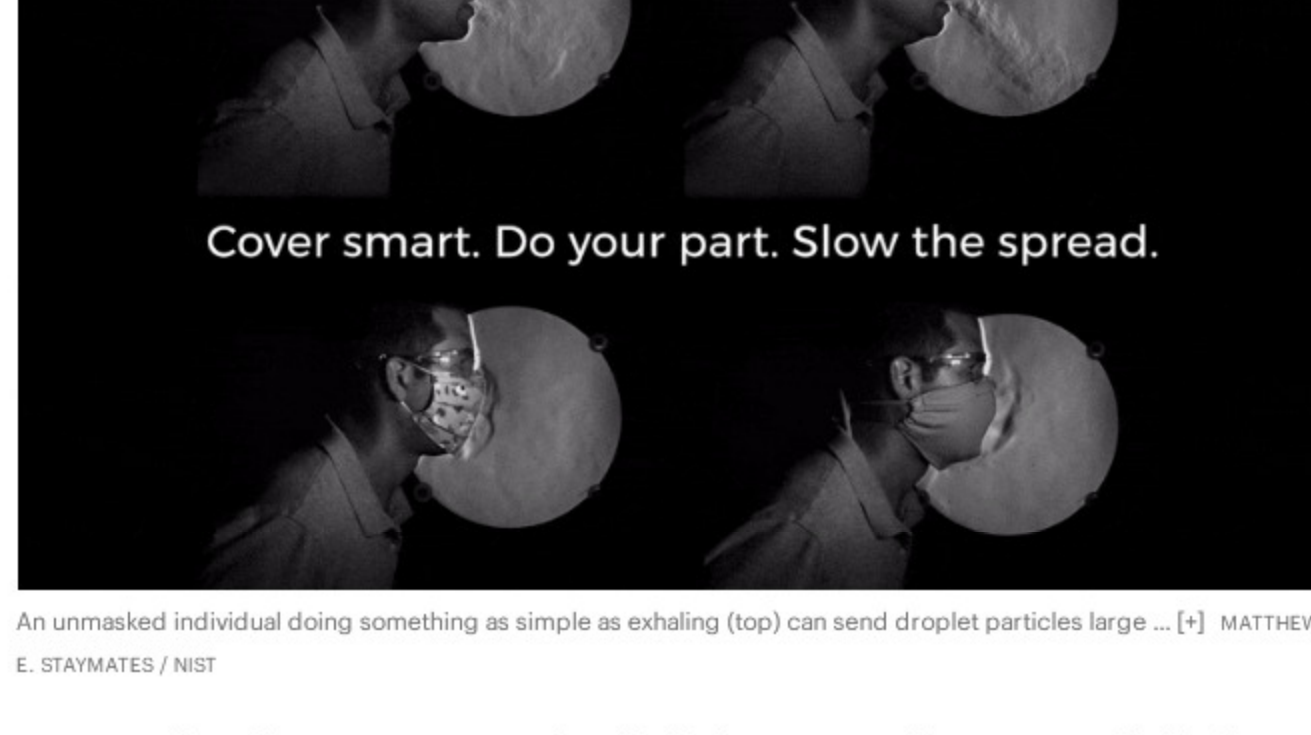 Cover smart. Do your part. Slow the spread.
An unmasked individual doing something as simple as exhaling (top) can send droplet particles large ... [+] MATTHEW
E. STAYMATES / NIST